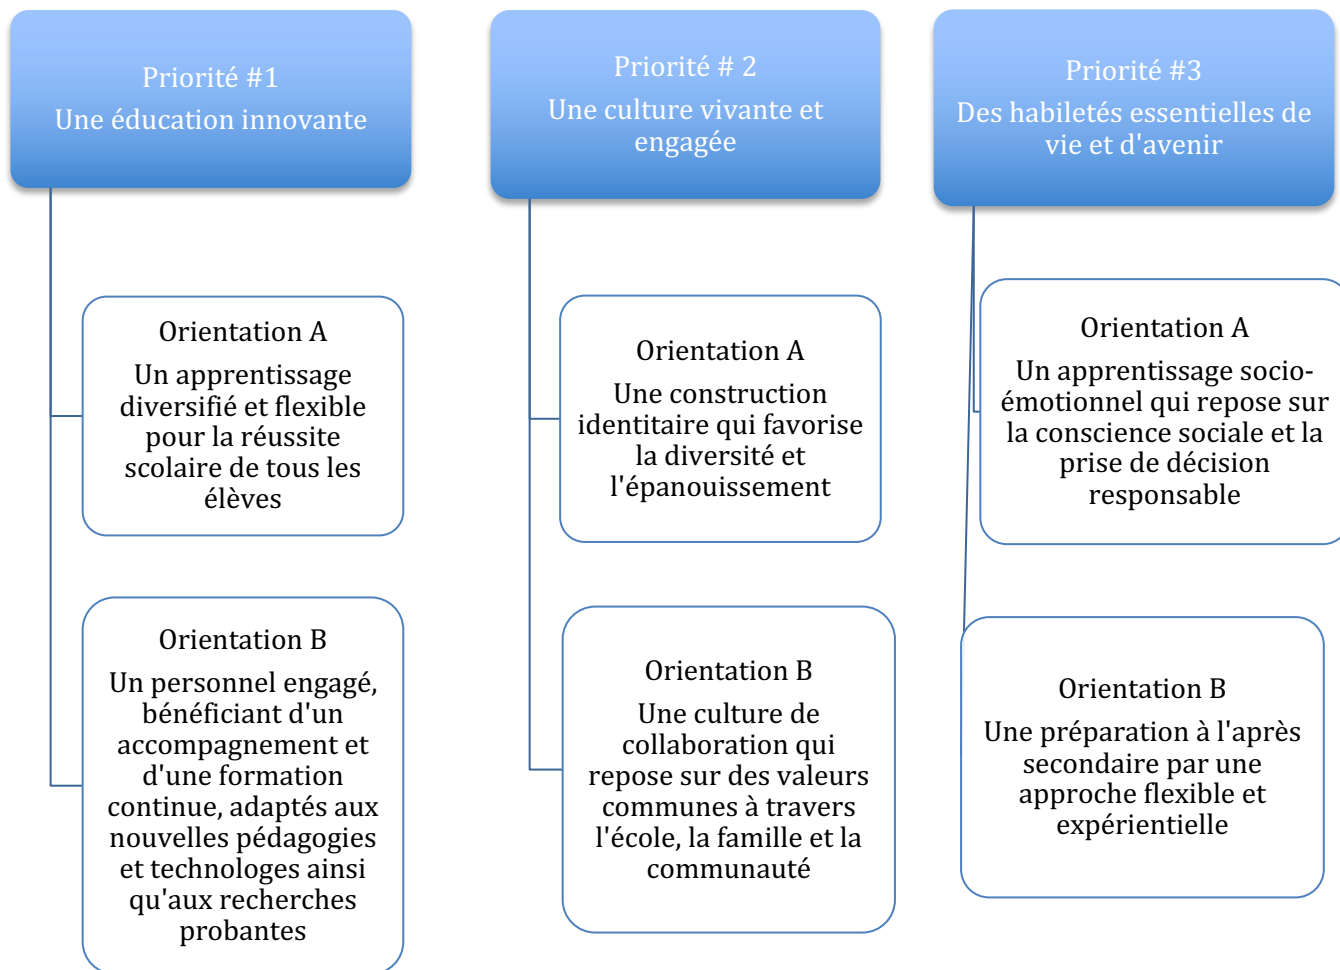 Priorité #1
Une éducation innovante
Orientation A
Un apprentissage
diversifié et flexible
pour la réussite
scolaire de tous les
élèves
Orientation B
Un personnel engagé,
bénéficiant d'un
accompagnement et
d'une formation
continue, adaptés aux
nouvelles pédagogies
et technologes ainsi
qu'aux recherches
probantes
Priorité # 2
Une culture vivante et
engagée
Orientation A
Une construction
identitaire qui favorise
la diversité et
l'épanouissement
Orientation B
Une culture de
collaboration qui
repose sur des valeurs
communes à travers
l'école, la famille et la
communauté
Priorité #3
Des habiletés essentielles de
vie et d'avenir
Orientation A
Un apprentissage socio-
émotionnel qui repose sur
la conscience sociale et la
prise de décision
responsable
Orientation B
Une préparation à l'après
secondaire par une
approche flexible et
expérientielle